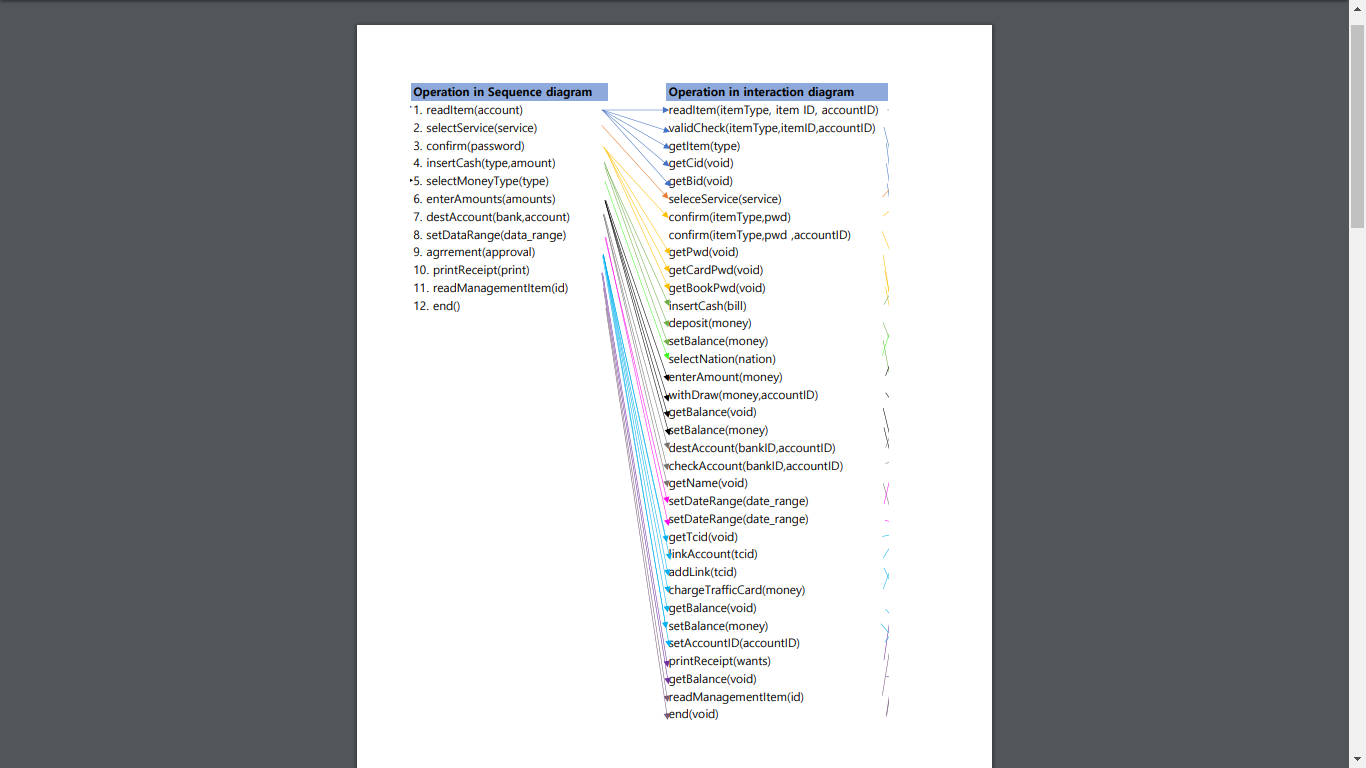 Operation in Sequence diagram
1. readItem(account)
2. selectService(service)
3. confirm(password)
4. insertCash(type,amount)
5. selectMoneyType(type)
6. enterAmounts(amounts)
7. destAccount(bank,account)
8. setDataRange(data_range)
9. agrrement(approval)
10. printReceipt(print)
11. readManagementItem(id)
12. end()
Operation in interaction diagram
readItem(itemType, item ID, accountID)
validCheck(itemType,itemID,accountID)
getItem(type)
getCid(void)
getBid(void)
seleceService(service)
confirm(itemType,pwd)
confirm(itemType,pwd ,accountID)
getPwd(void)
getCardPwd(void)
getBookPwd(void)
insertCash(bill)
deposit(money)
setBalance(money)
selectNation(nation)
enterAmount(money)
withDraw(money,accountID)
getBalance(void)
setBalance(money)
destAccount(bankID,accountID)
checkAccount(bankID,accountID)
getName(void)
setDateRange(date_range)
setDateRange(date_range)
getTcid(void)
linkAccount(tcid)
addLink(tcid)
chargeTrafficCard(money)
getBalance(void)
setBalance(money)
setAccountID(accountID)
printReceipt(wants)
getBalance(void)
readManagementItem(id)
end(void)